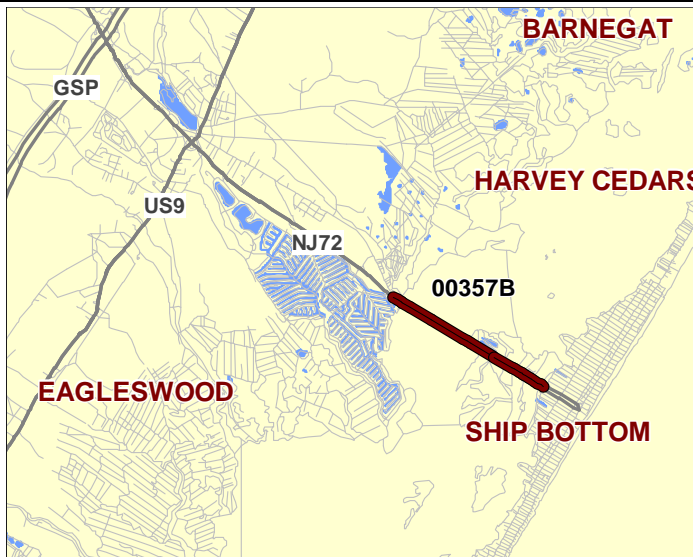 BARNEGAT
GSP
HARVEY CEDARS
US9
NJ72
00357B
EAGLESWOOD
SHIP BOTTOM